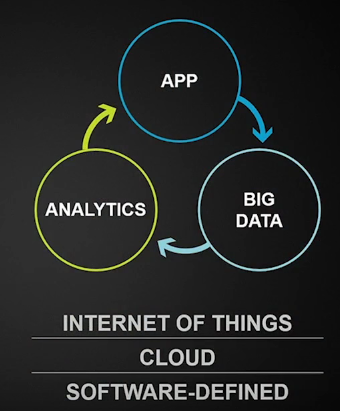 APP
ANALYTICS
BIG
DATA
INTERNET OF THINGS
CLOUD
SOFTWARE-DEFINED